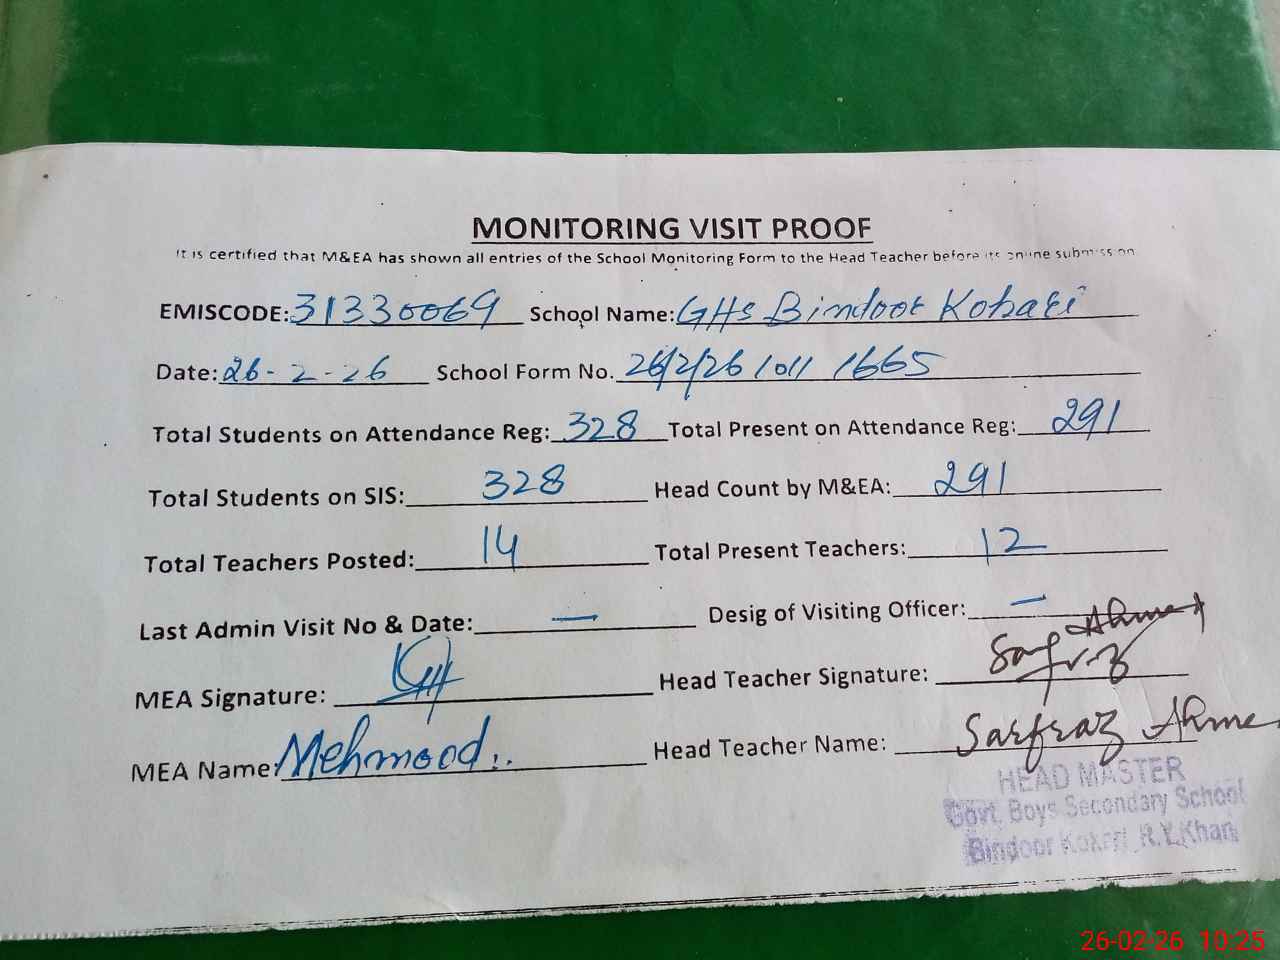 MONITORING VISIT PROOF
It is certified that M&EA has shown all entries of the School Monitoring Form to the Head Teacher before its online submission
EMISCODE: 31330069 School Name: GHS Bindoor Kobari
Date: 26-2-26 School Form No. 26/2/26 1011 1665
Total Students on Attendance Reg: 328 Total Present on Attendance Reg: 291
Total Students on SIS: 328 Head Count by M&EA: 291
Total Teachers Posted: 14 Total Present Teachers: 12
Last Admin Visit No & Date: — Desig of Visiting Officer: —
MEA Signature: Head Teacher Signature: Sarfraz Ahmed
MEA Name: Mehmood Head Teacher Name: Sarfraz Ahme
HEAD MASTER
Govt. Boys Secondary School
Bindoor R.Y.Khan
26-02-26 10:25